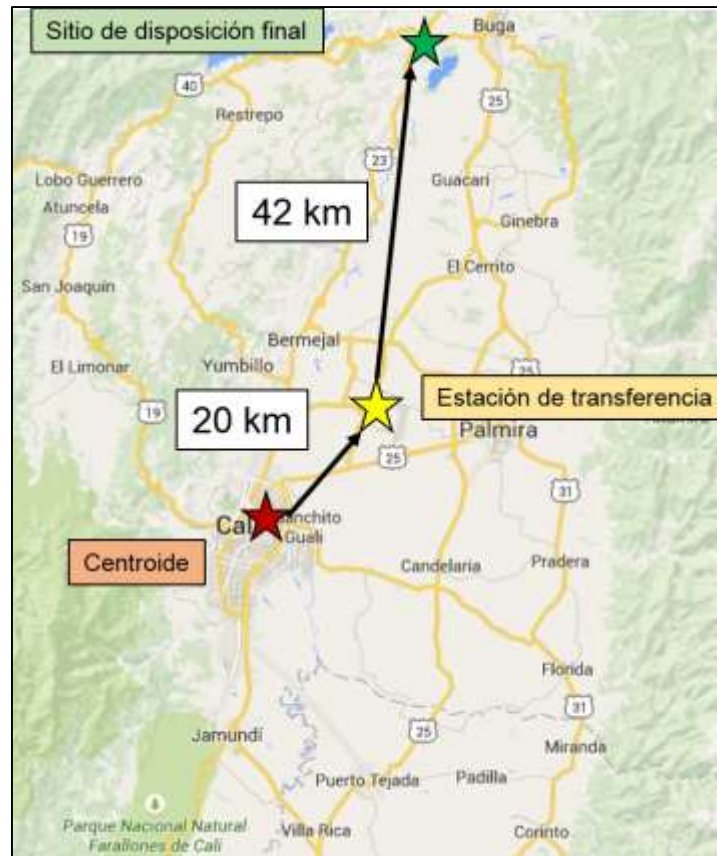 Sitio de disposición final
Buga
40
25
Restrepo
23
Lobo Guerrero
Guacarí
Atuncela
42 km
Ginebra
19
El Cerrito
San Joaquín
Bermejal
El Limonar
Yumbillo
Estación de transferencia
19
20 km
Palmira
25
31
Cal
anchito
Guali
Centroide
Candelaria
Pradera
Florida
31
Jamundí
25
Miranda
Puerto Tejada
Padilla
Parque Nacional Natural
Farallones de Cali
Villa Rica
Corinto